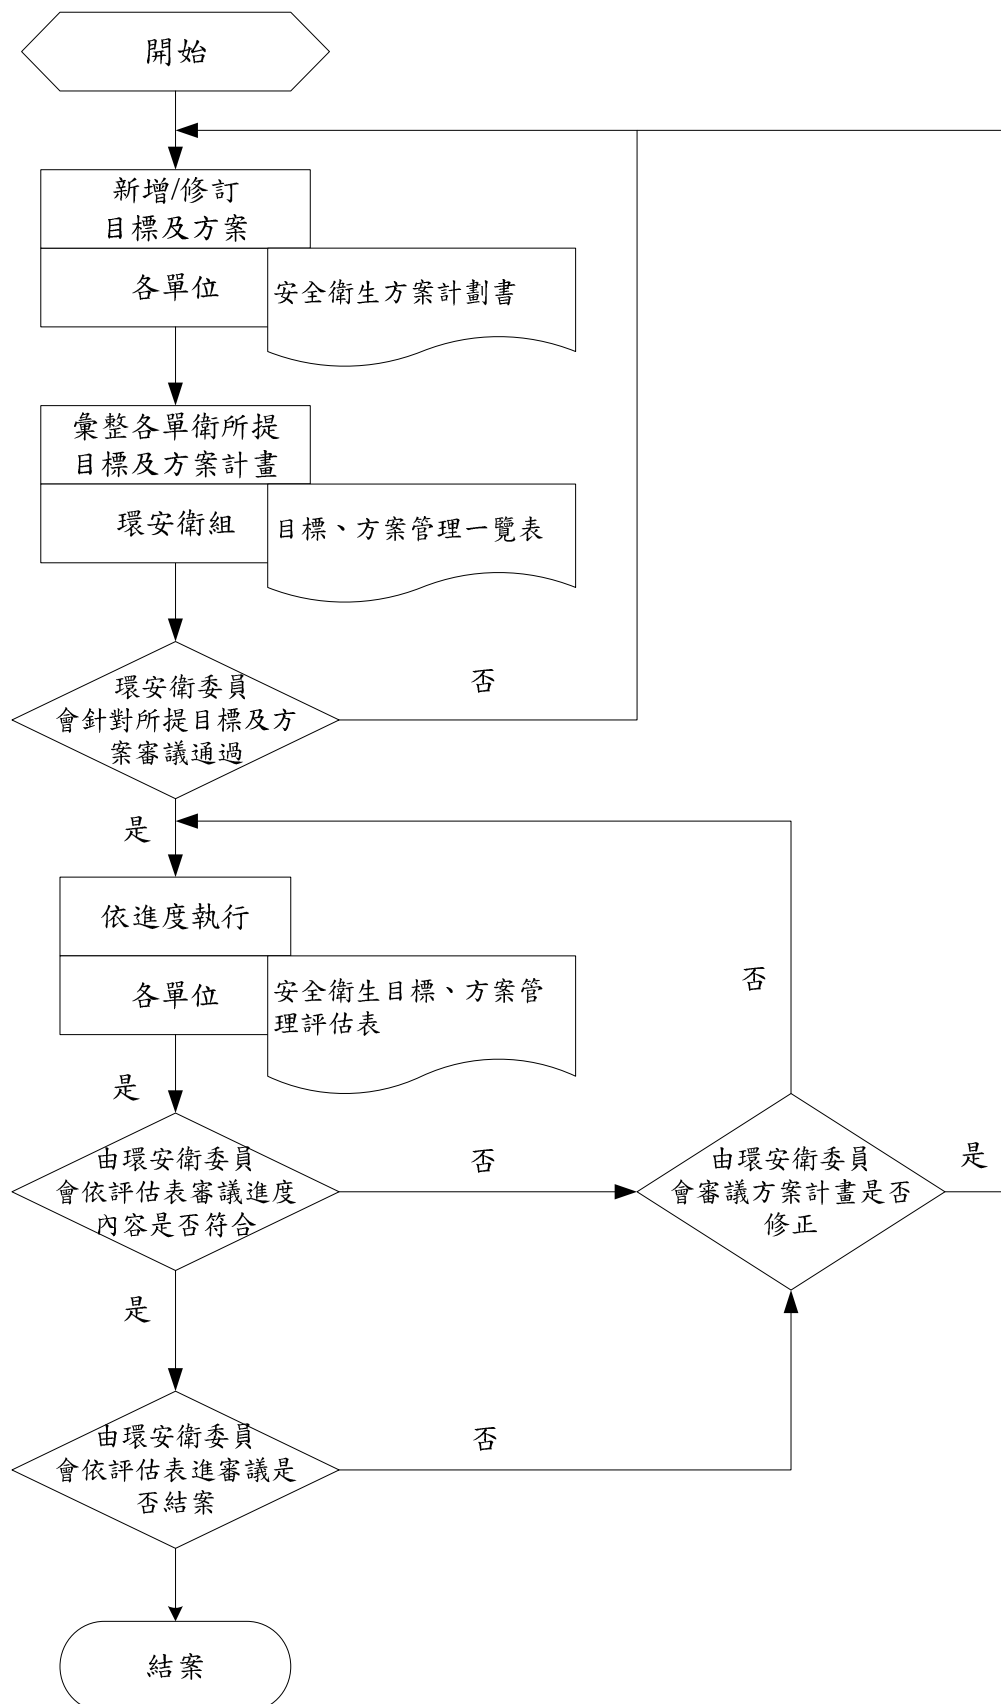 開始
新增/修訂
目標及方案
各單位
安全衛生方案計劃書
彙整各單衛所提
目標及方案計畫
環安衛組
目標、方案管理一覽表
環安衛委員
會針對所提目標及方
案審議通過
否
是
依進度執行
各單位
安全衛生目標、方案管
理評估表
否
是
由環安衛委員
會依評估表審議進度
內容是否符合
否
由環安衛委員
會審議方案計畫是否
修正
是
是
由環安衛委員
會依評估表進審議是
否結案
否
結案